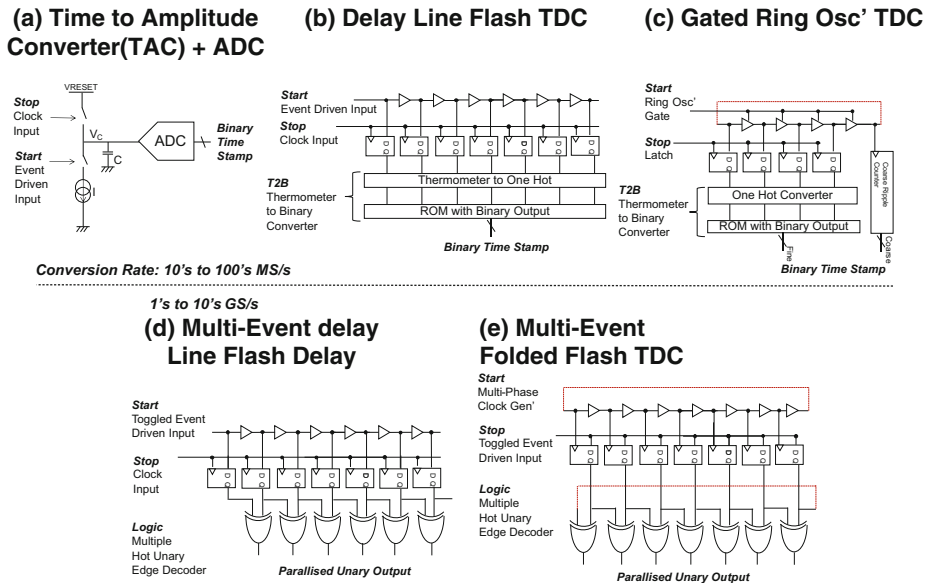 (a) Time to Amplitude
Converter(TAC) + ADC
VRESET
Stop
Clock
Input
VC
Start
Event
Driven
Input
C
I
ADC
Binary
Time
Stamp
(b) Delay Line Flash TDC
Start
Event Driven Input
Stop
Clock Input
D Q
D Q
D Q
D Q
D Q
D Q
D Q
T2B
Thermometer
to Binary
Converter
Thermometer to One Hot
ROM with Binary Output
Binary Time Stamp
(c) Gated Ring Osc' TDC
Start
Ring Osc'
Gate
Stop
Latch
D Q
D Q
D Q
D Q
Coarse Ripple
Counter
T2B
Thermometer
to Binary
Converter
One Hot Converter
ROM with Binary Output
Fine
Coarse
Binary Time Stamp
Conversion Rate: 10's to 100's MS/s
1's to 10's GS/s
(d) Multi-Event delay
Line Flash Delay
Start
Toggled Event
Driven Input
Stop
Clock
Input
D Q
D Q
D Q
D Q
D Q
D Q
D Q
Logic
Multiple
Hot Unary
Edge Decoder
Parallised Unary Output
(e) Multi-Event
Folded Flash TDC
Start
Multi-Phase
Clock Gen'
Stop
Toggled Event
Driven Input
D Q
D Q
D Q
D Q
D Q
D Q
D Q
Logic
Multiple
Hot Unary
Edge Decoder
Parallised Unary Output